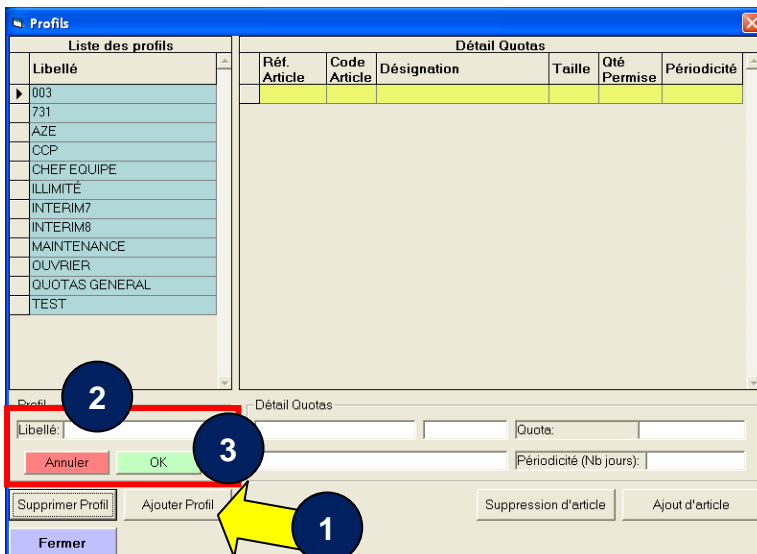 Profils
Liste des profils
Détail Quotas
Libellé
Réf. Article
Code Article
Désignation
Taille
Qté Permise
Périodicité
003
731
AZE
CCP
CHEF EQUIPE
ILLIMITÉ
INTERIM7
INTERIM8
MAINTENANCE
OUVRIER
QUOTAS GENERAL
TEST
Profil
2
Détail Quotas
Libellé:
Quota:
Annuler
OK
3
Périodicité (Nb jours):
Supprimer Profil
Ajouter Profil
1
Suppression d'article
Ajout d'article
Fermer